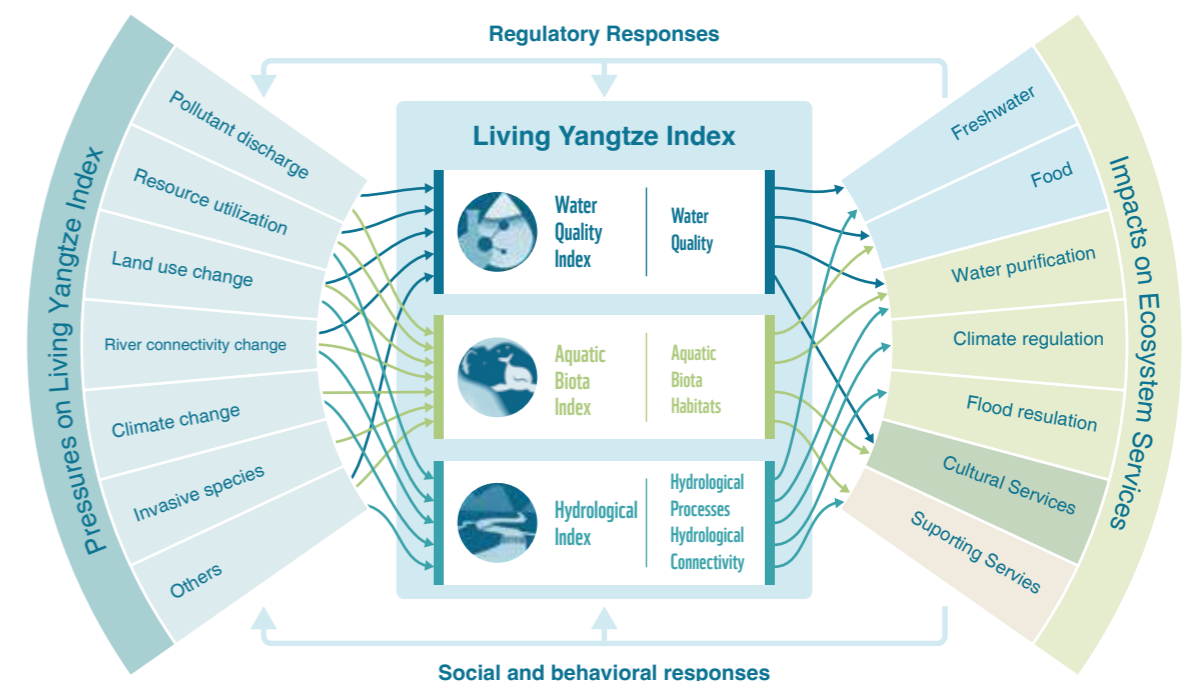 Regulatory Responses
Pressures on Living Yangtze Index
Pollutant discharge
Resource utilization
Land use change
River connectivity change
Climate change
Invasive species
Others
Living Yangtze Index
Water
Quality
Index
Water
Quality
Aquatic
Biota
Index
Aquatic
Biota
Habitats
Hydrological
Index
Hydrological
Processes
Hydrological
Connectivity
Freshwater
Food
Water purification
Climate regulation
Flood resulation
Cultural Services
Suporting Servies
Impacts on Ecosystem Services
Social and behavioral responses